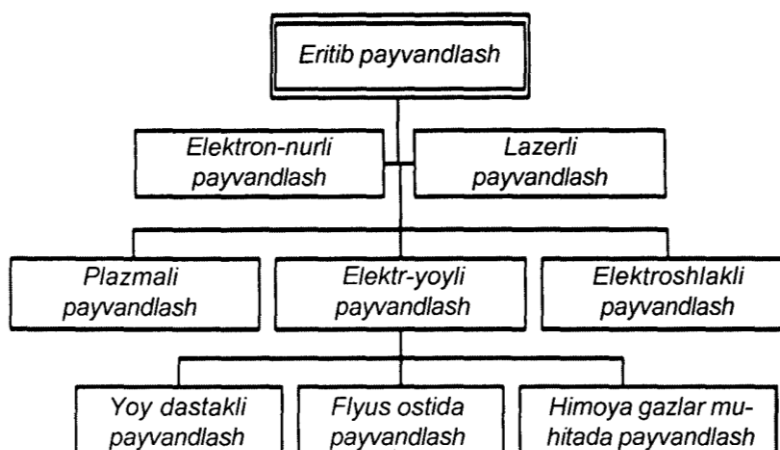 Eritib payvandlash
Elektron-nurli
payvandlash
Lazerli
payvandlash
Plazmali
payvandlash
Elektr-yoyli
payvandlash
Elektroshlakli
payvandlash
Yoy dastakli
payvandlash
Flyus ostida
payvandlash
Himoya gazlar mu-
hitada payvandlash